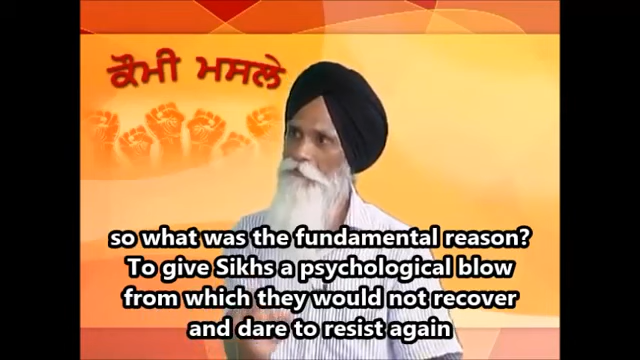 ਕੌਮੀ ਮਸਲੇ
so what was the fundamental reason?
To give Sikhs a psychological blow
from which they would not recover
and dare to resist again